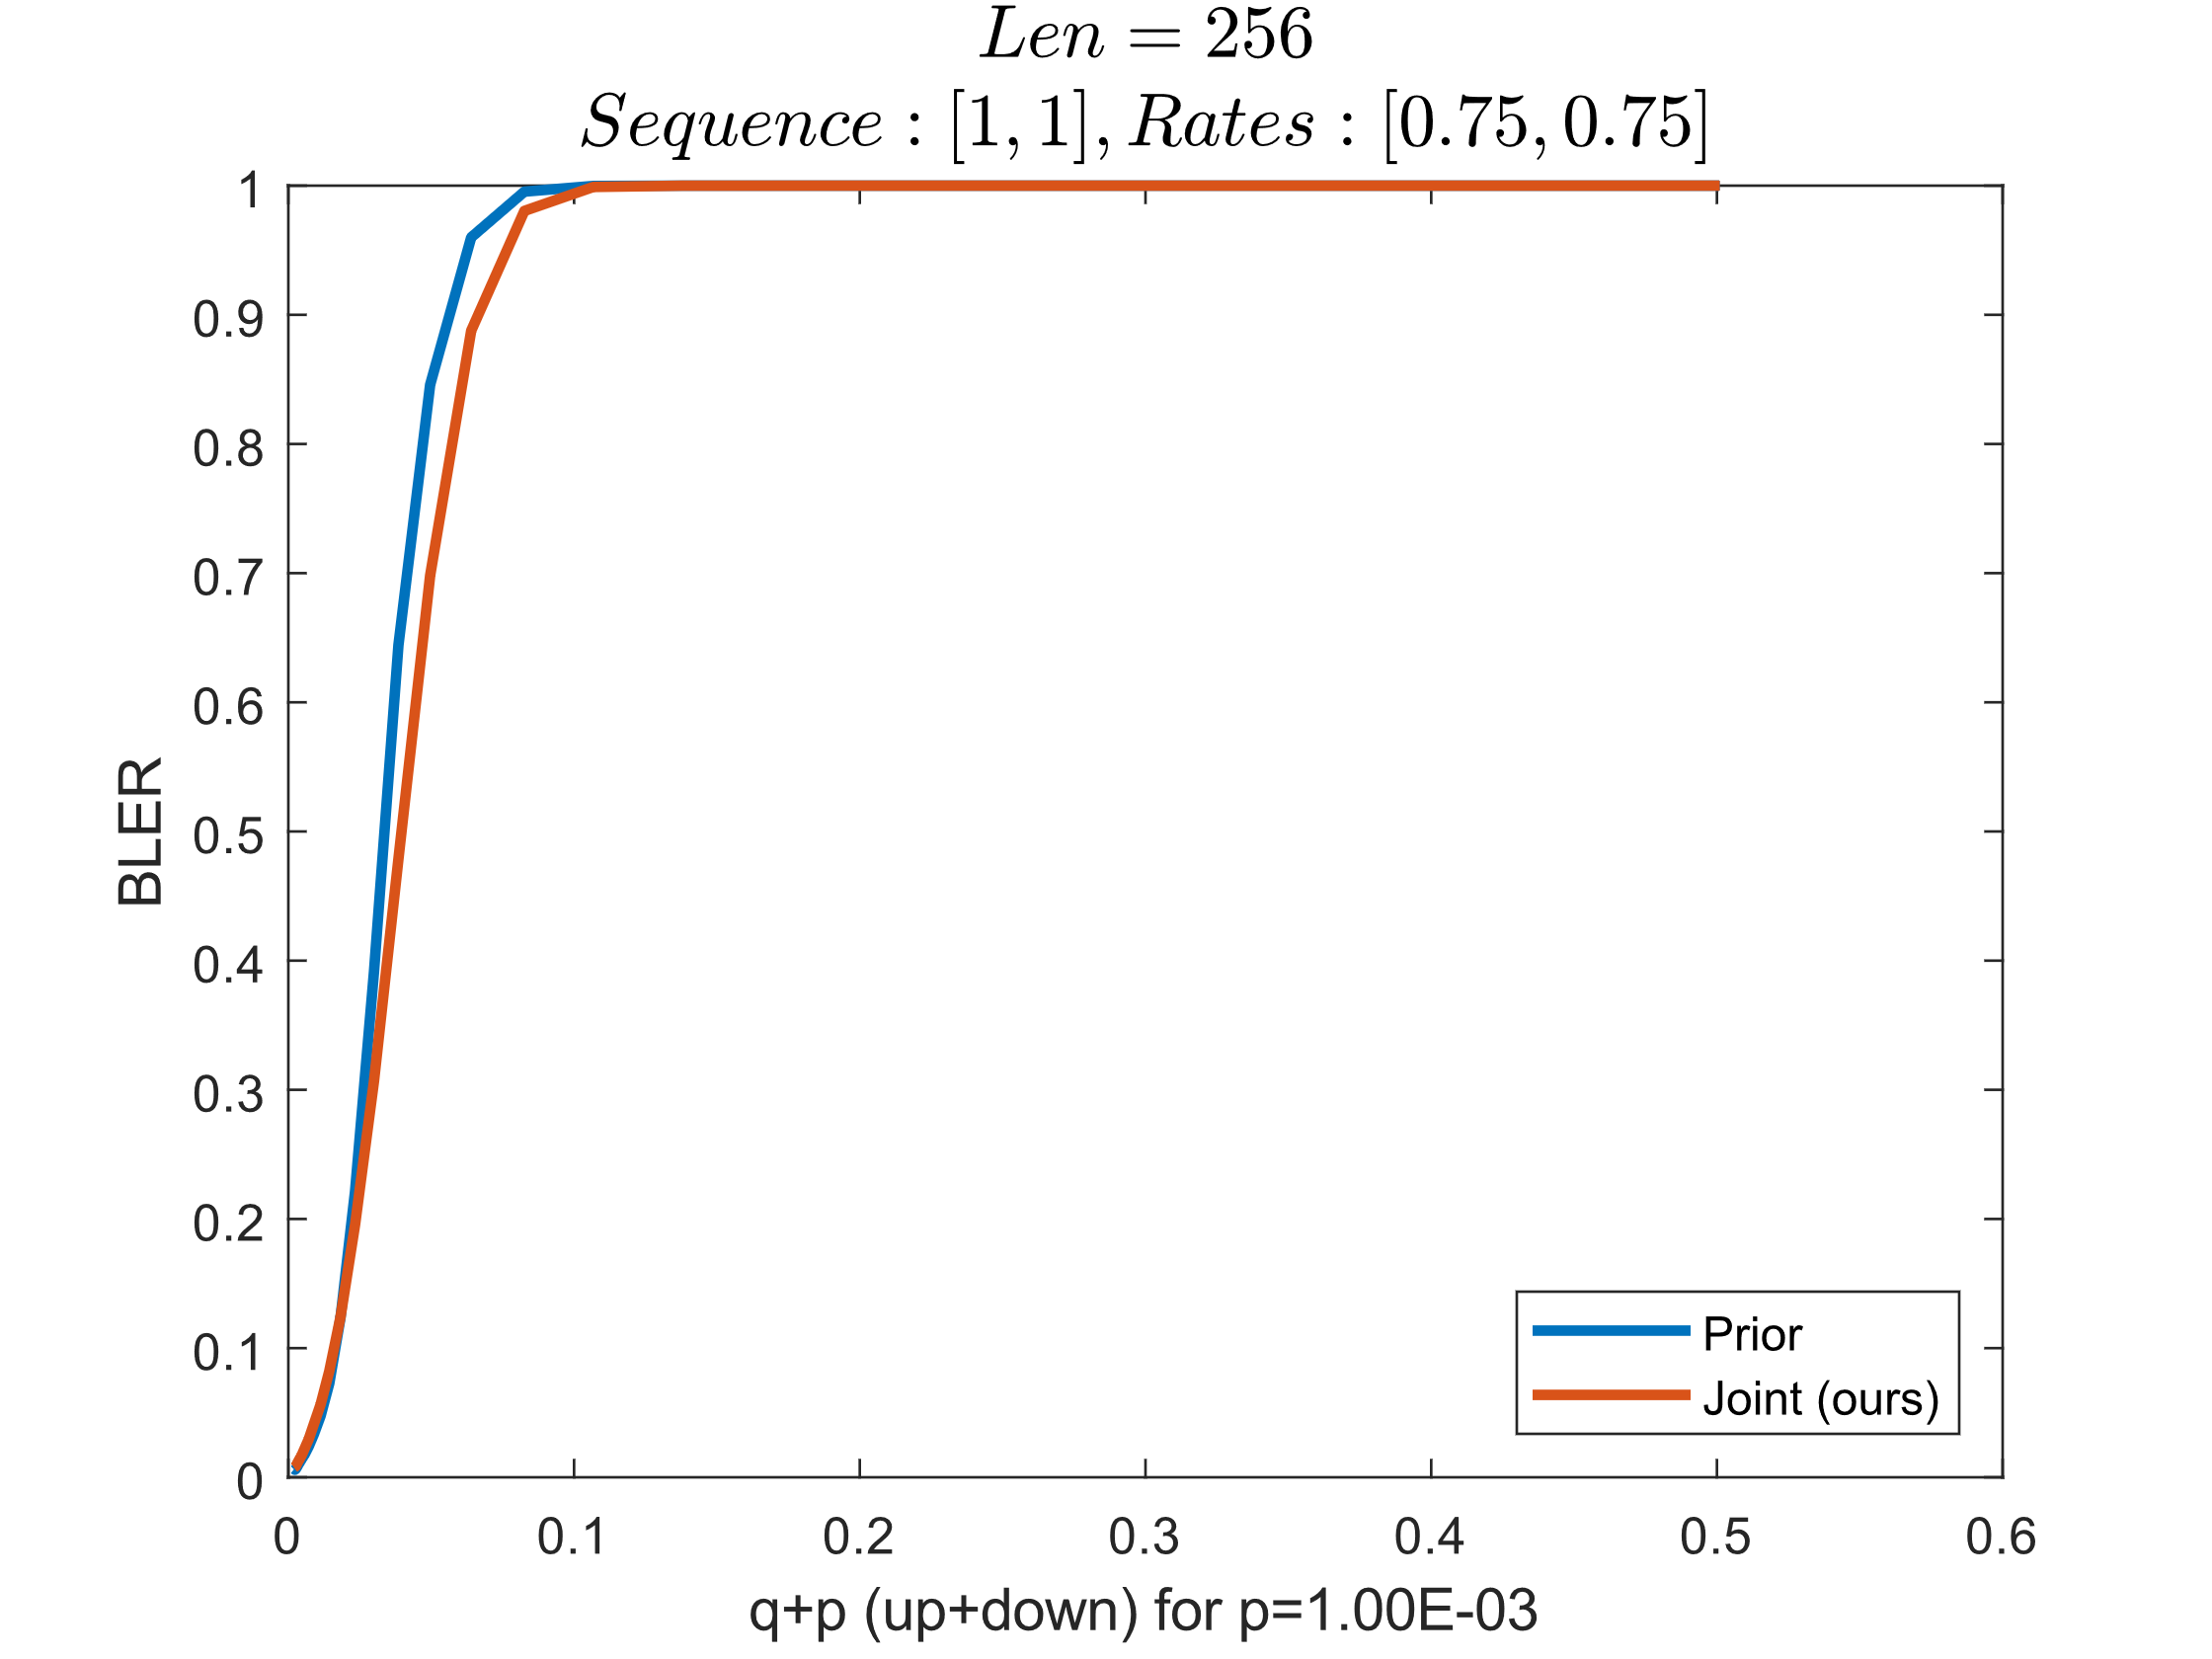 Len = 256
Sequence : [1, 1], Rates : [0.75, 0.75]
1
0.9
0.8
0.7
0.6
0.5
0.4
0.3
0.2
0.1
0
BLER
Prior
Joint (ours)
0 0.1 0.2 0.3 0.4 0.5 0.6
q+p (up+down) for p=1.00E-03